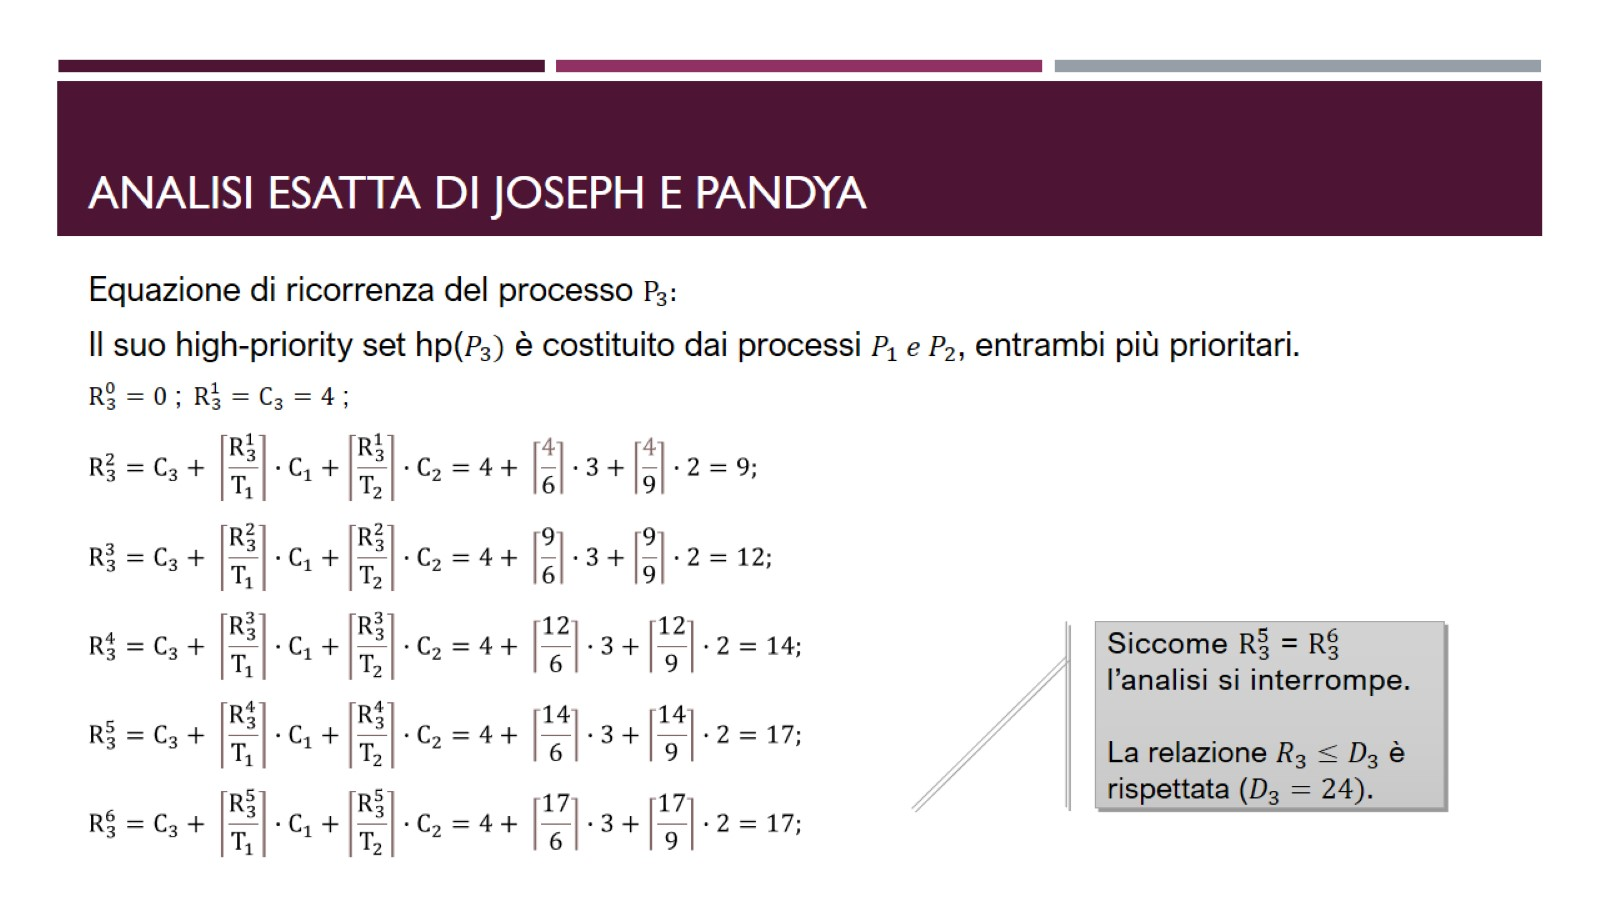 ANALISI ESATTA DI JOSEPH E PANDYA
Equazione di ricorrenza del processo P₃:
Il suo high-priority set hp(P₃) è costituito dai processi P₁ e P₂, entrambi più prioritari.
R₃⁰ = 0 ; R₃¹ = C₃ = 4 ;
R₃² = C₃ + ⌈R₃¹/T₁⌉ · C₁ + ⌈R₃¹/T₂⌉ · C₂ = 4 + ⌈4/6⌉ · 3 + ⌈4/9⌉ · 2 = 9;
R₃³ = C₃ + ⌈R₃²/T₁⌉ · C₁ + ⌈R₃²/T₂⌉ · C₂ = 4 + ⌈9/6⌉ · 3 + ⌈9/9⌉ · 2 = 12;
R₃⁴ = C₃ + ⌈R₃³/T₁⌉ · C₁ + ⌈R₃³/T₂⌉ · C₂ = 4 + ⌈12/6⌉ · 3 + ⌈12/9⌉ · 2 = 14;
R₃⁵ = C₃ + ⌈R₃⁴/T₁⌉ · C₁ + ⌈R₃⁴/T₂⌉ · C₂ = 4 + ⌈14/6⌉ · 3 + ⌈14/9⌉ · 2 = 17;
R₃⁶ = C₃ + ⌈R₃⁵/T₁⌉ · C₁ + ⌈R₃⁵/T₂⌉ · C₂ = 4 + ⌈17/6⌉ · 3 + ⌈17/9⌉ · 2 = 17;
Siccome R₃⁵ = R₃⁶
l'analisi si interrompe.
La relazione R₃ ≤ D₃ è
rispettata (D₃ = 24).